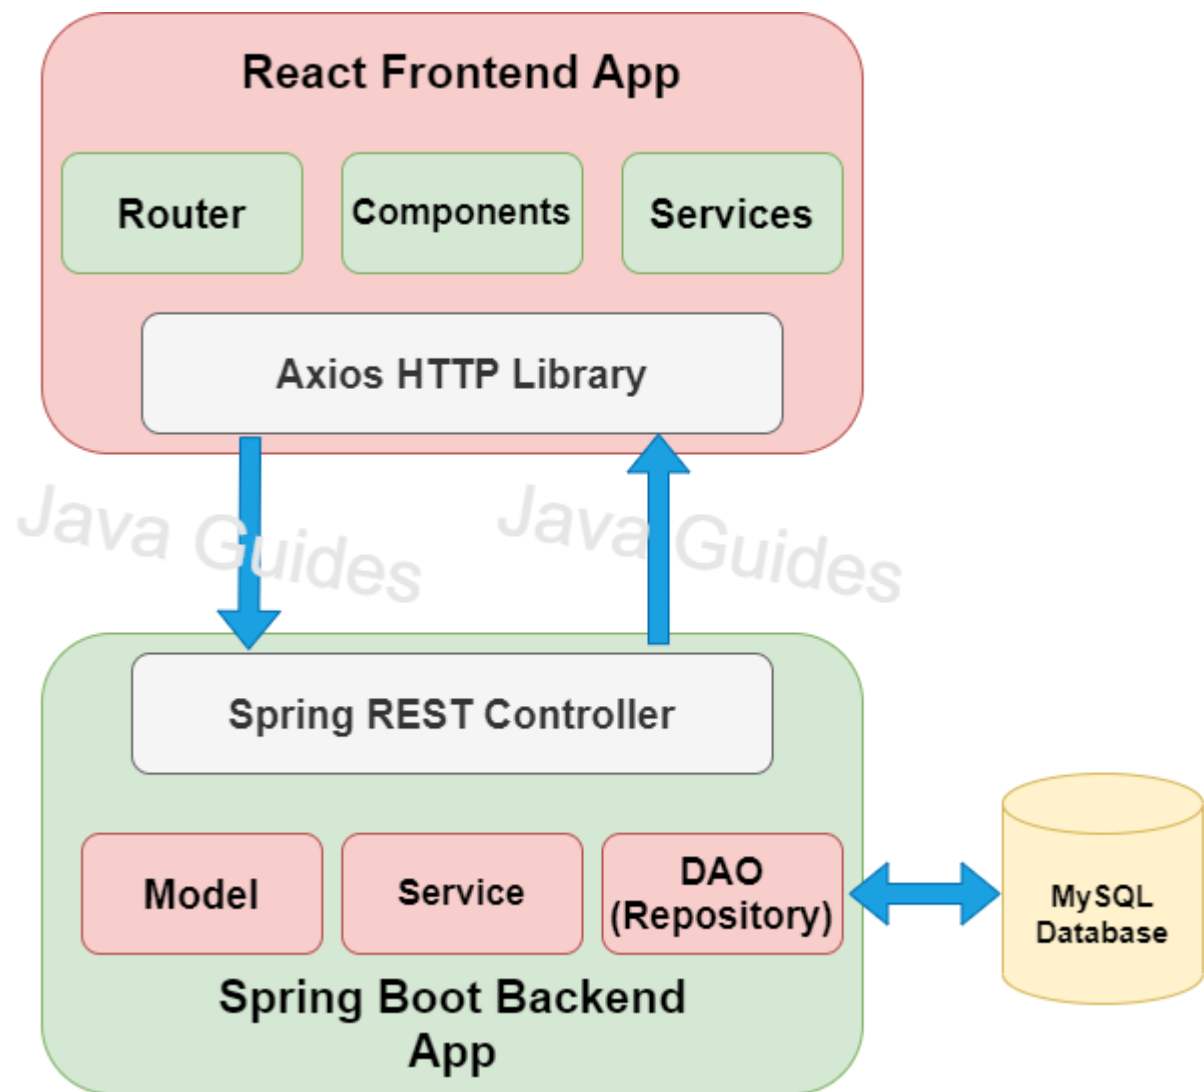 React Frontend App
Router
Components
Services
Axios HTTP Library
Java Guides
Java Guides
Spring REST Controller
Model
Service
DAO
(Repository)
MySQL
Database
Spring Boot Backend
App